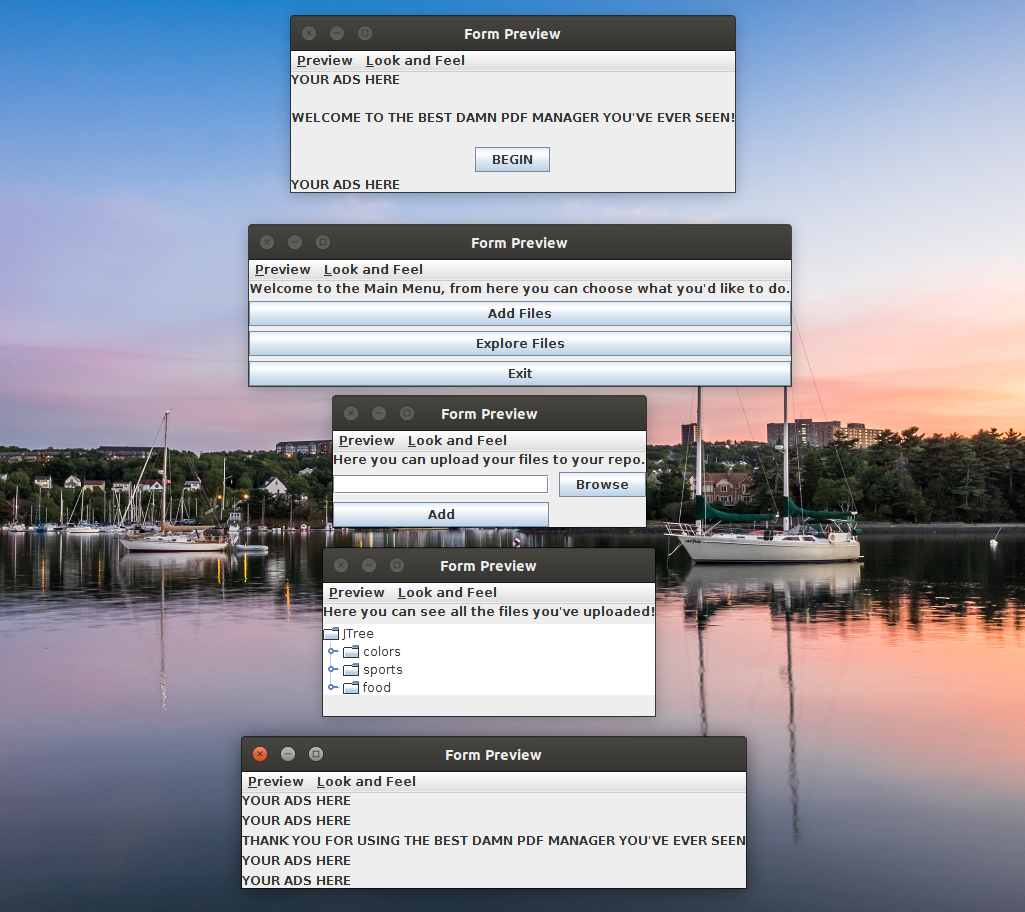 Form Preview
Preview Look and Feel
YOUR ADS HERE
WELCOME TO THE BEST DAMN PDF MANAGER YOU'VE EVER SEEN!
BEGIN
YOUR ADS HERE
Form Preview
Preview Look and Feel
Welcome to the Main Menu, from here you can choose what you'd like to do.
Add Files
Explore Files
Exit
Form Preview
Preview Look and Feel
Here you can upload your files to your repo.
Browse
Add
Form Preview
Preview Look and Feel
Here you can see all the files you've uploaded!
JTree
colors
sports
food
Form Preview
Preview Look and Feel
YOUR ADS HERE
YOUR ADS HERE
THANK YOU FOR USING THE BEST DAMN PDF MANAGER YOU'VE EVER SEEN
YOUR ADS HERE
YOUR ADS HERE